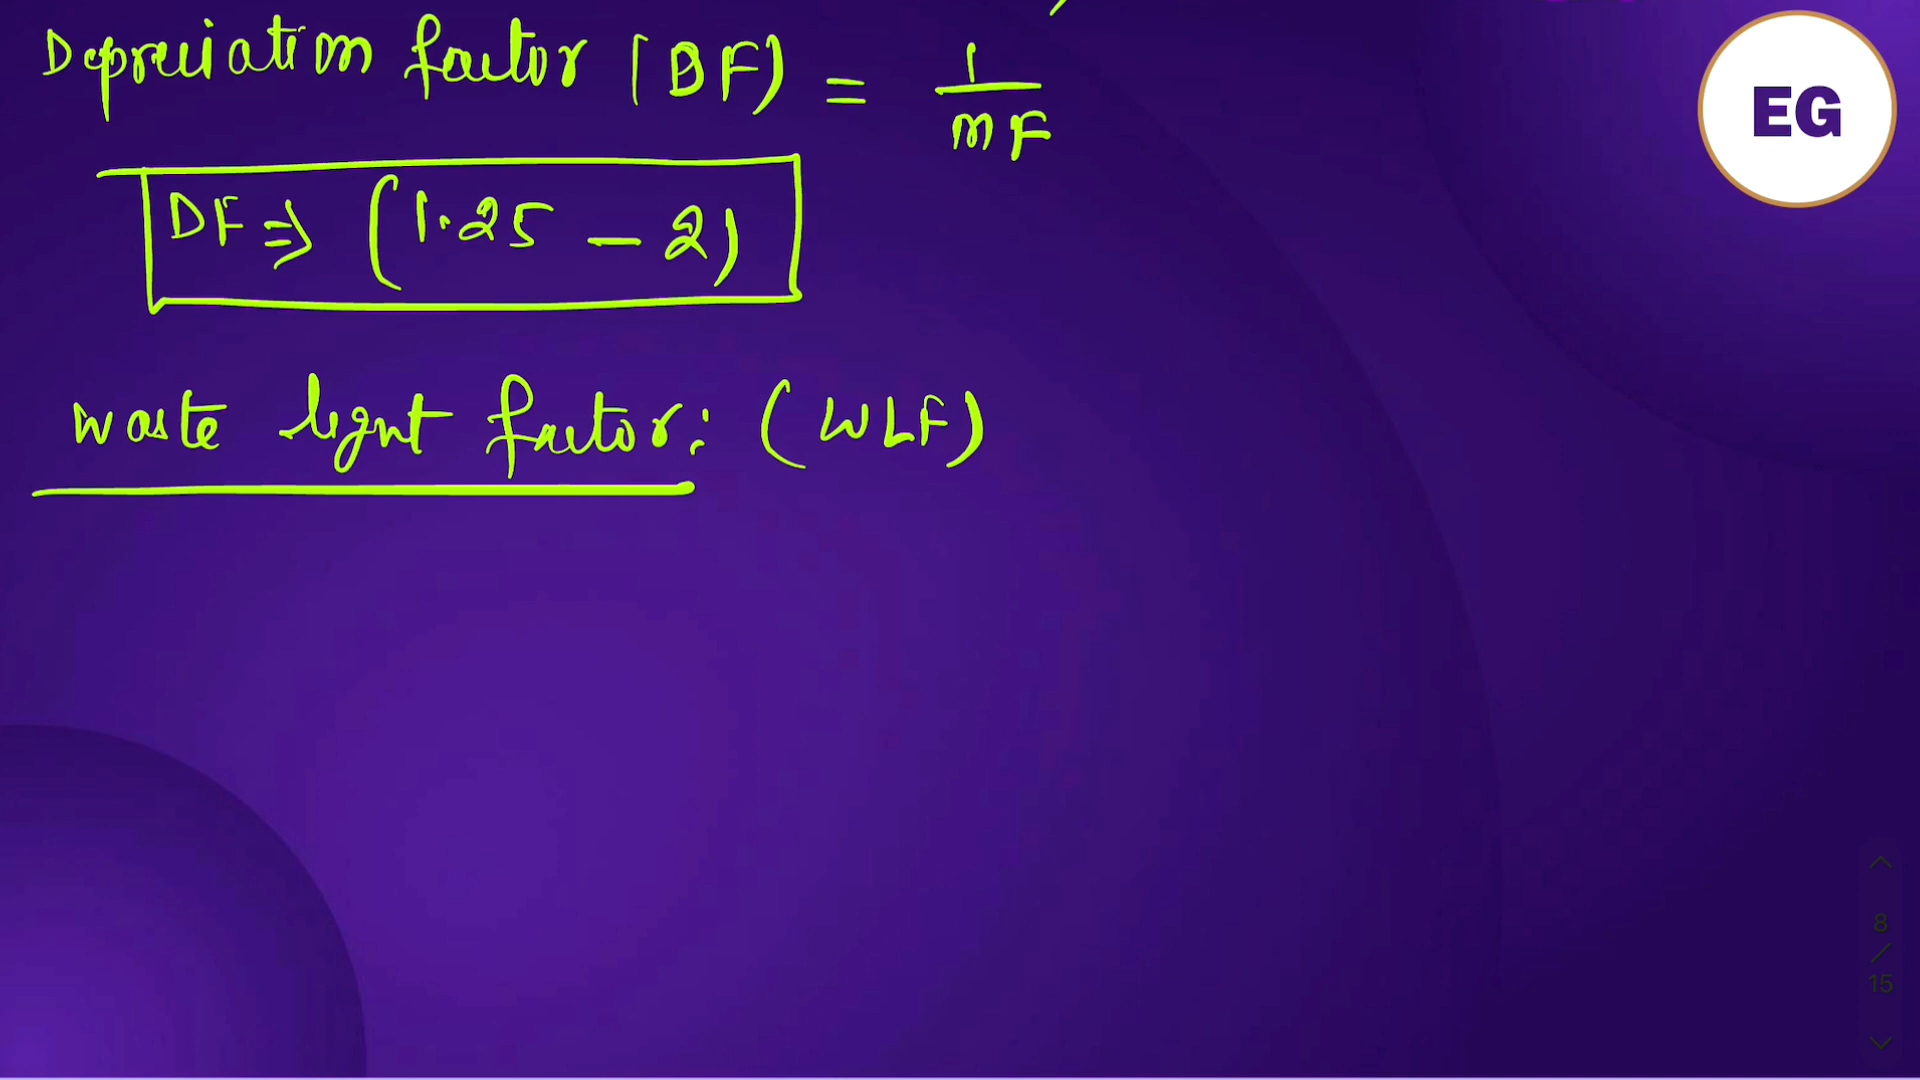 Depreciation factor (DF) = 1/MF
EG
DF ⇒ (1.25 – 2)
Waste light factor: (WLF)
8
/
15